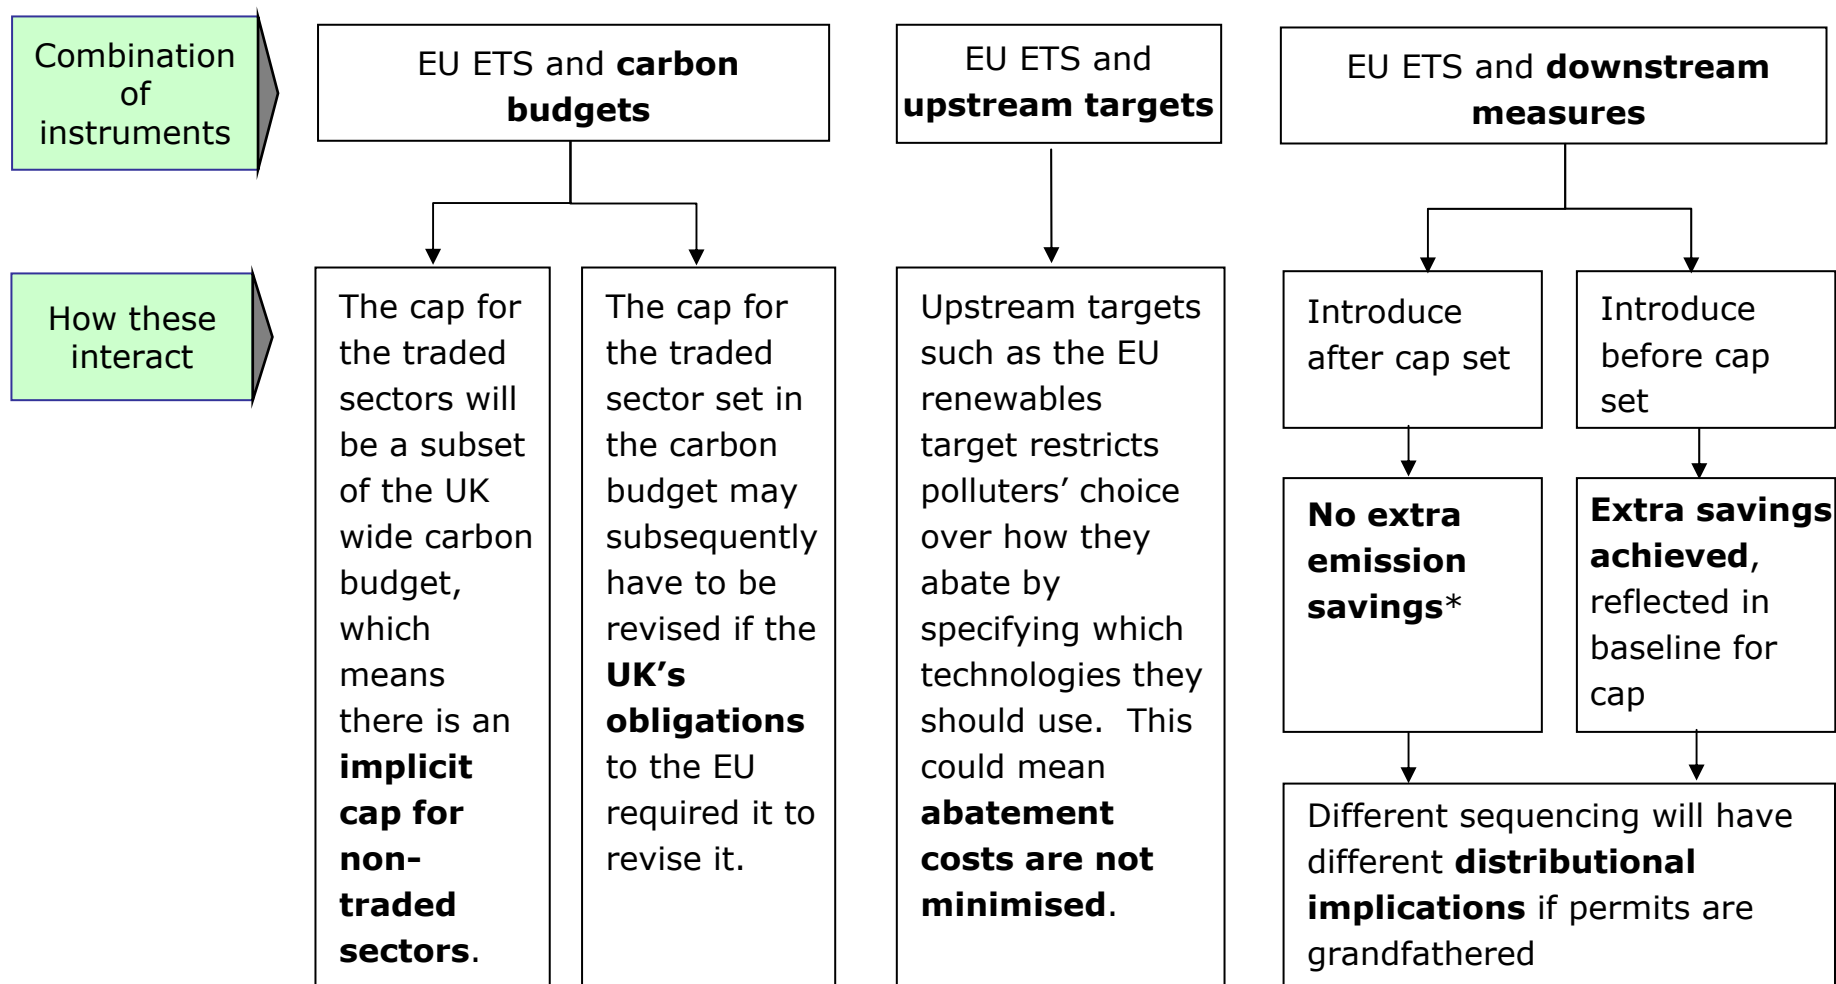 Combination
of
instruments
EU ETS and carbon
budgets
EU ETS and
upstream targets
EU ETS and downstream
measures
How these
interact
The cap for
the traded
sectors will
be a subset
of the UK
wide carbon
budget,
which
means
there is an
implicit
cap for
non-
traded
sectors.
The cap for
the traded
sector set in
the carbon
budget may
subsequently
have to be
revised if the
UK’s
obligations
to the EU
required it to
revise it.
Upstream targets
such as the EU
renewables
target restricts
polluters’ choice
over how they
abate by
specifying which
technologies they
should use.  This
could mean
abatement
costs are not
minimised.
Introduce
after cap set
Introduce
before cap
set
No extra
emission
savings*
Extra savings
achieved,
reflected in
baseline for
cap
Different sequencing will have
different distributional
implications if permits are
grandfathered